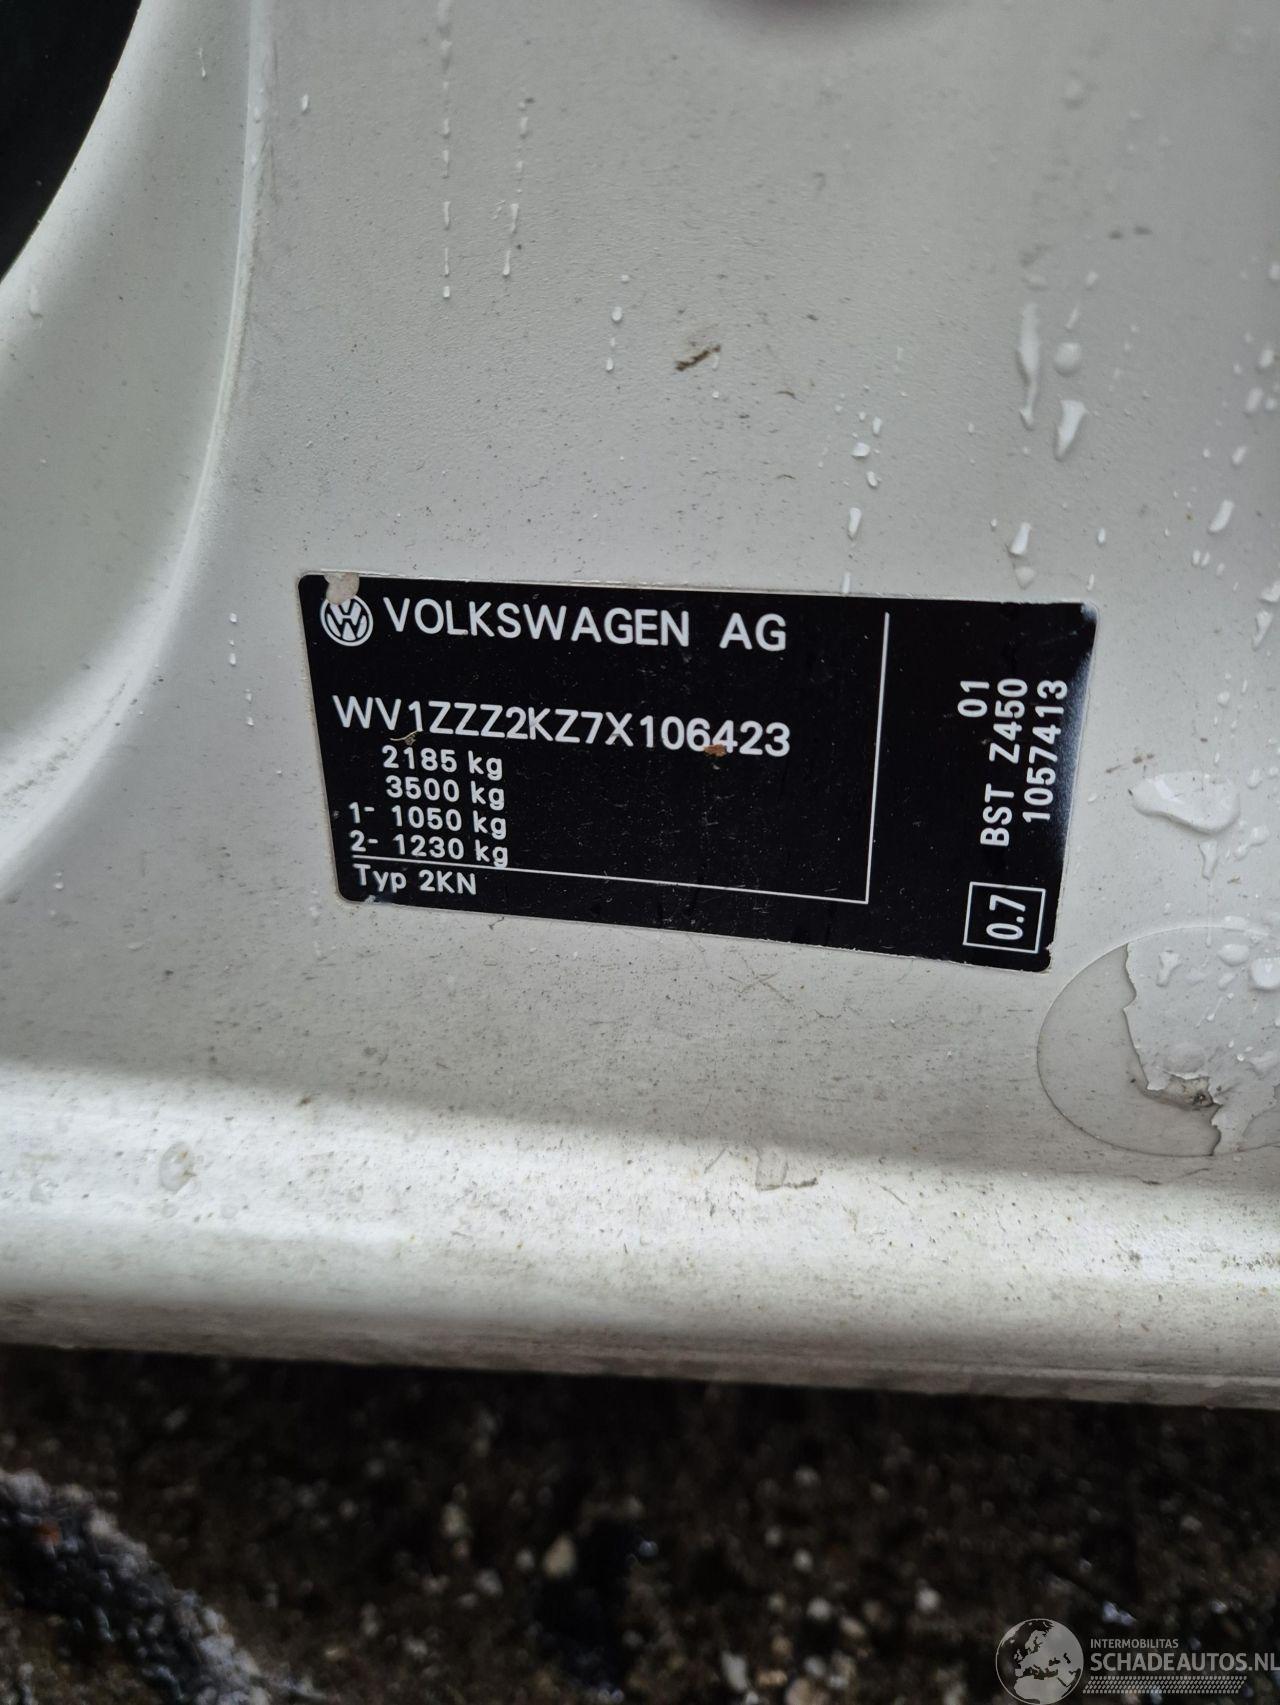 VOLKSWAGEN AG
WV1ZZZ2KZ7X106423
2185 kg
3500 kg
1- 1050 kg
2- 1230 kg
Typ 2KN
01
BST Z450
1057413
0.7
INTERMOBILITAS
SCHADEAUTOS.NL